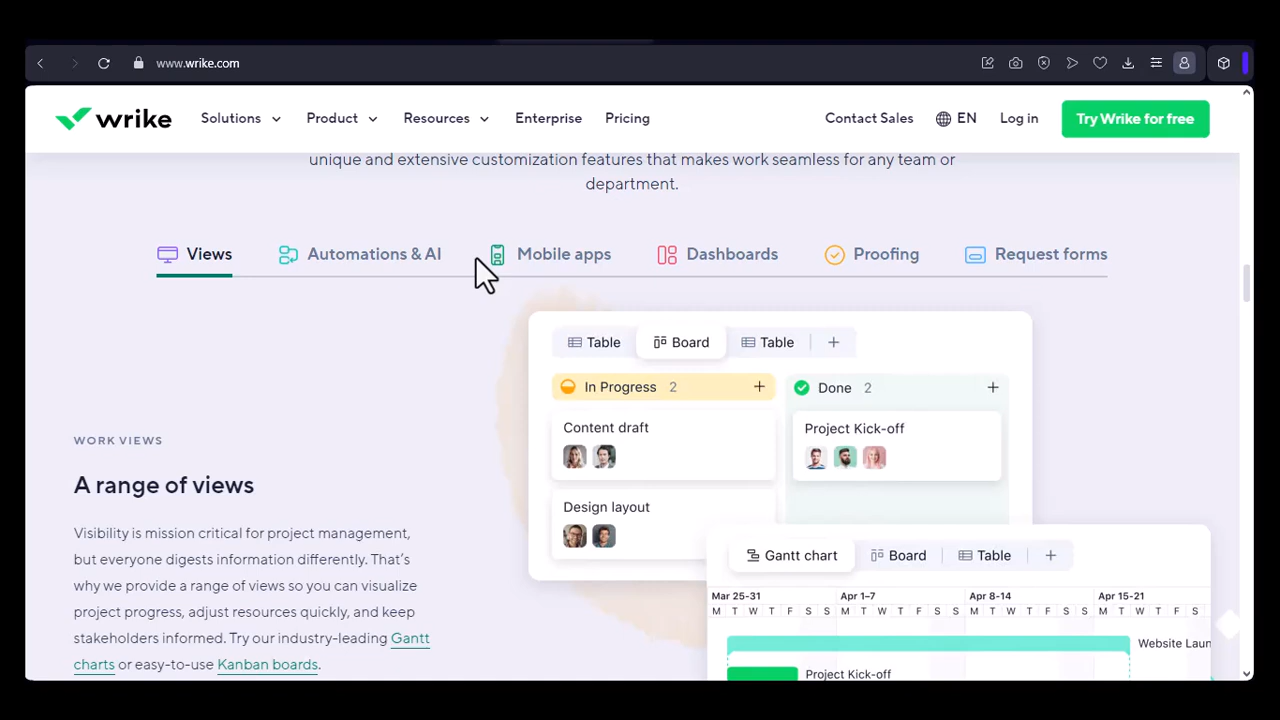 www.wrike.com
wrike Solutions Product Resources Enterprise Pricing Contact Sales EN Log in Try Wrike for free
unique and extensive customization features that makes work seamless for any team or
department.
Views Automations & AI Mobile apps Dashboards Proofing Request forms
Table Board Table +
In Progress 2 + Done 2 +
Content draft
Project Kick-off
Design layout
WORK VIEWS
A range of views
Visibility is mission critical for project management,
but everyone digests information differently. That's
why we provide a range of views so you can visualize
project progress, adjust resources quickly, and keep
stakeholders informed. Try our industry-leading Gantt
charts or easy-to-use Kanban boards.
Gantt chart Board Table +
Mar 25-31 Apr 1-7 Apr 8-14 Apr 15-21
M T W T F S S M T W T F S S M T W T F S S M T W T F S
Website Laun
Project Kick-off